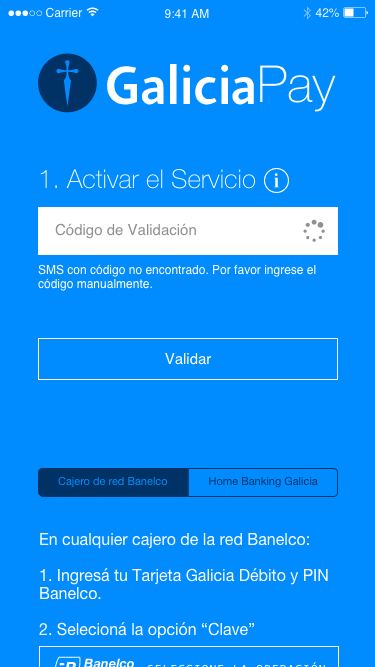 Carrier
9:41 AM
42%
GaliciaPay
1. Activar el Servicio
Código de Validación
SMS con código no encontrado. Por favor ingrese el
código manualmente.
Validar
Cajero de red Banelco
Home Banking Galicia
En cualquier cajero de la red Banelco:
1. Ingresá tu Tarjeta Galicia Débito y PIN
Banelco.
2. Selecioná la opción “Clave”
Banelco
SELECCIONE LA OPERACIÓN